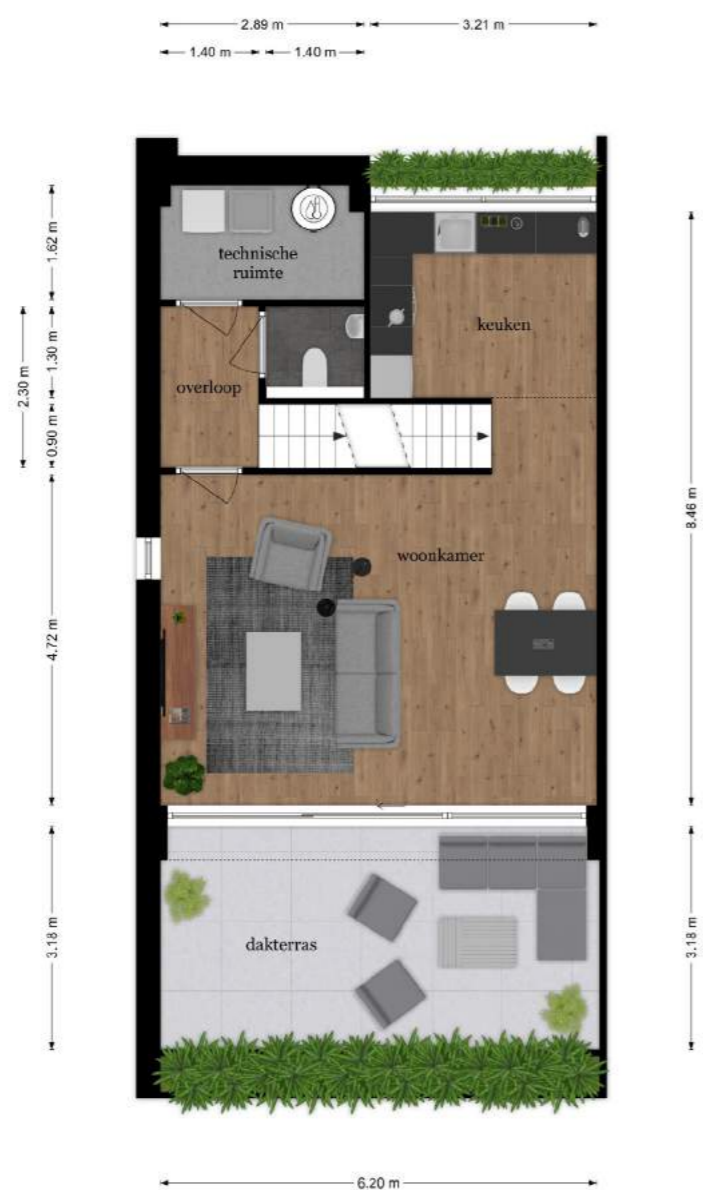 2.89 m
3.21 m
1.40 m
1.40 m
1.62 m
technische
ruimte
keuken
1.30 m
2.30 m
overloop
0.90 m
8.46 m
woonkamer
4.72 m
dakterras
3.18 m
3.18 m
6.20 m